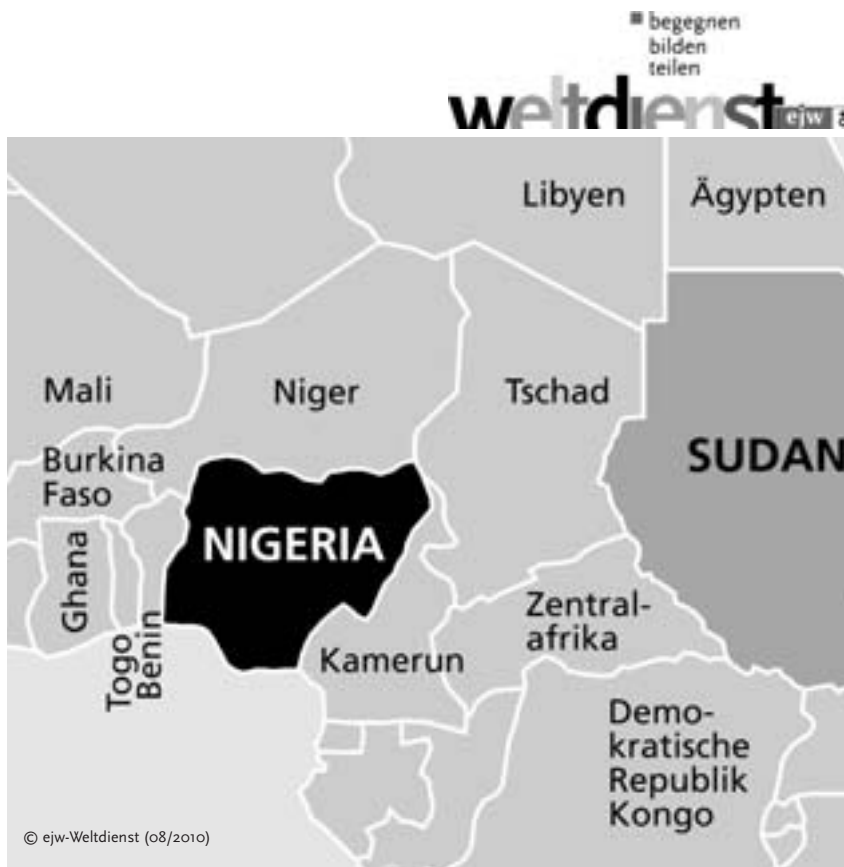 begegnen
bilden
teilen
weltdienst ejw
Libyen
Ägypten
Mali
Niger
Tschad
Burkina
Faso
SUDAN
NIGERIA
Ghana
Togo
Benin
Kamerun
Zentral-
afrika
Demo-
kratische
Republik
Kongo
© ejw-Weltdienst (08/2010)